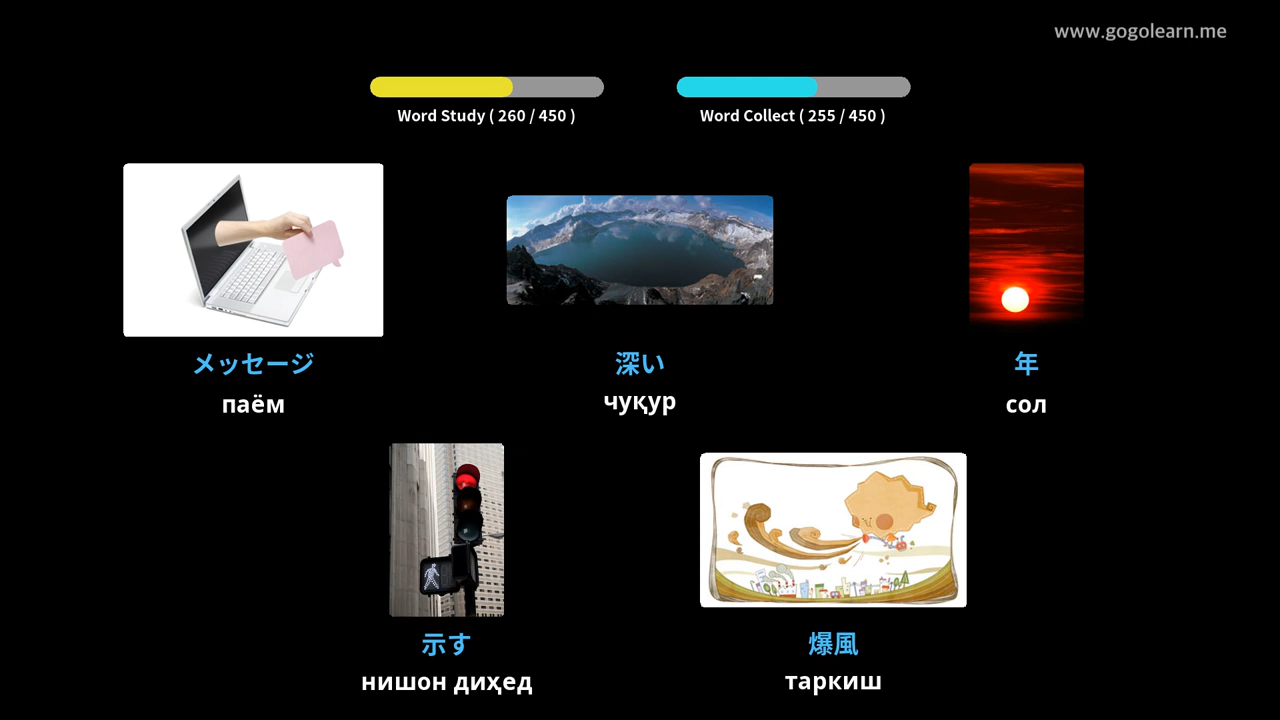 www.gogolearn.me
Word Study ( 260 / 450 )
Word Collect ( 255 / 450 )
メッセージ
паём
深い
чуқур
年
сол
示す
нишон диҳед
爆風
таркиш